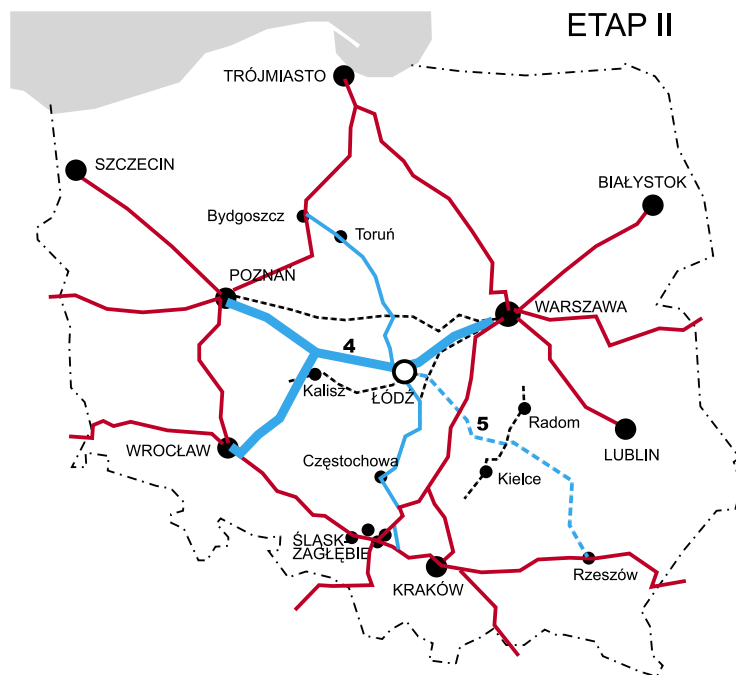 ETAP II
TRÓJMIASTO
SZCZECIN
BIAŁYSTOK
Bydgoszcz
Toruń
POZNAŃ
WARSZAWA
4
Kalisz
ŁÓDŹ
5
Radom
WROCŁAW
LUBLIN
Częstochowa
Kielce
ŚLĄSK-
ZAGŁĘBIE
KRAKÓW
Rzeszów